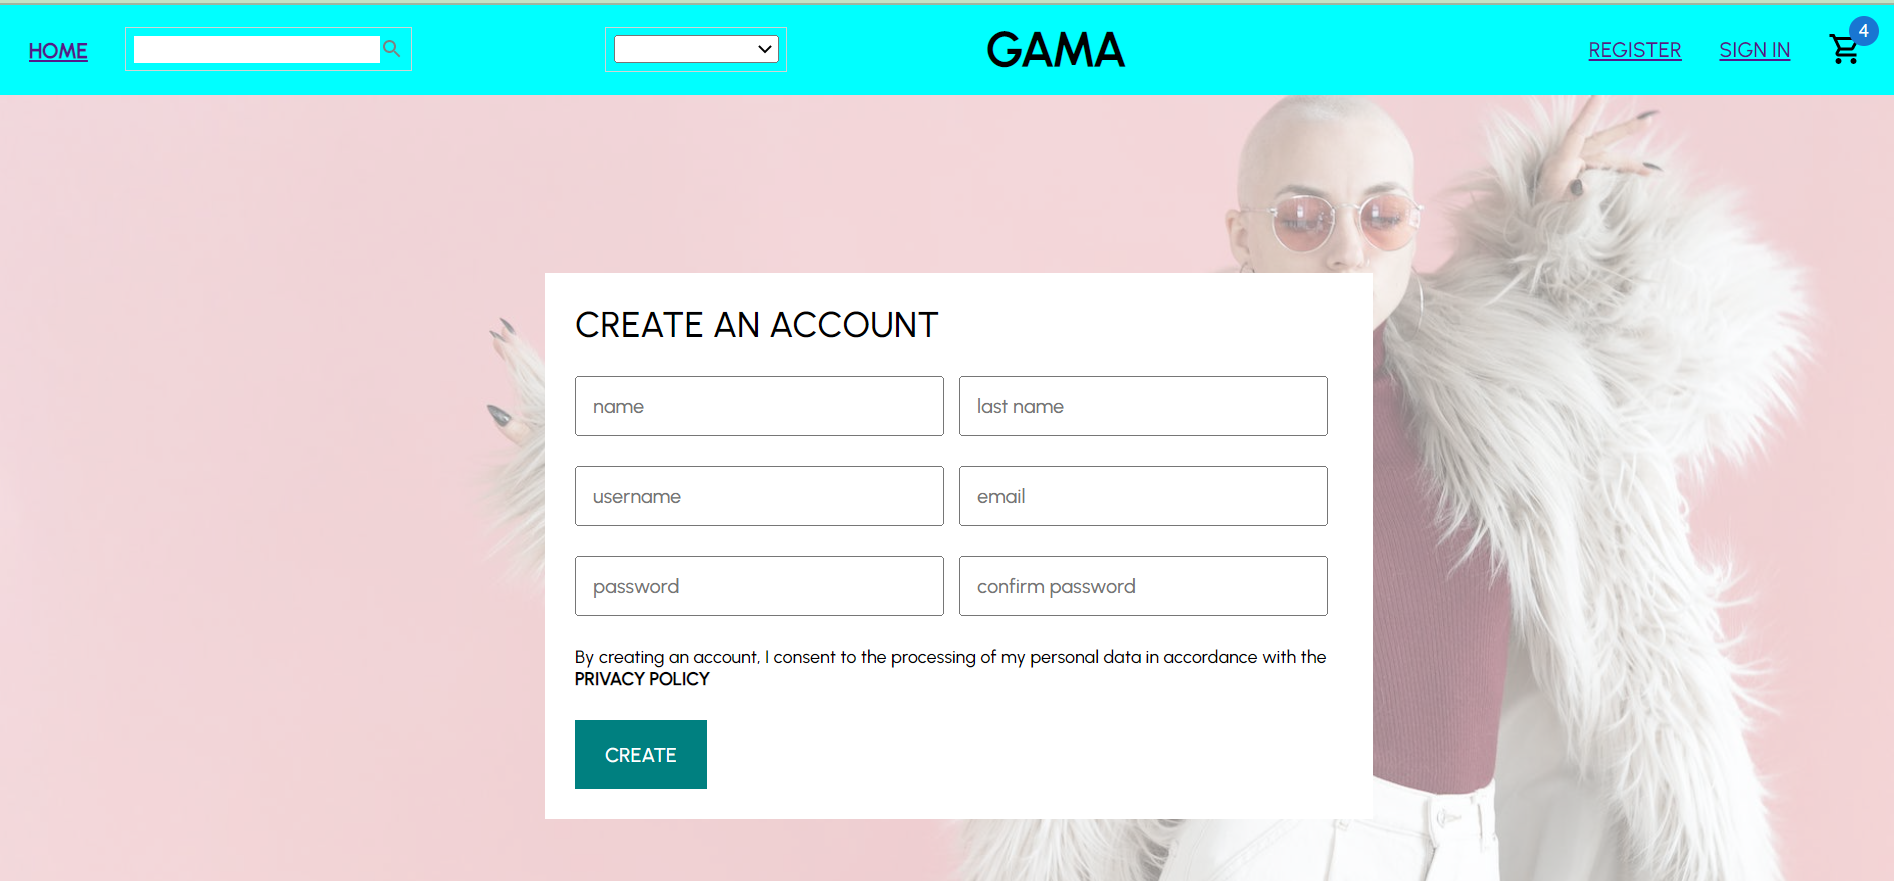 HOME
GAMA
REGISTER
SIGN IN
4
CREATE AN ACCOUNT
name
last name
username
email
password
confirm password
By creating an account, I consent to the processing of my personal data in accordance with the
PRIVACY POLICY
CREATE